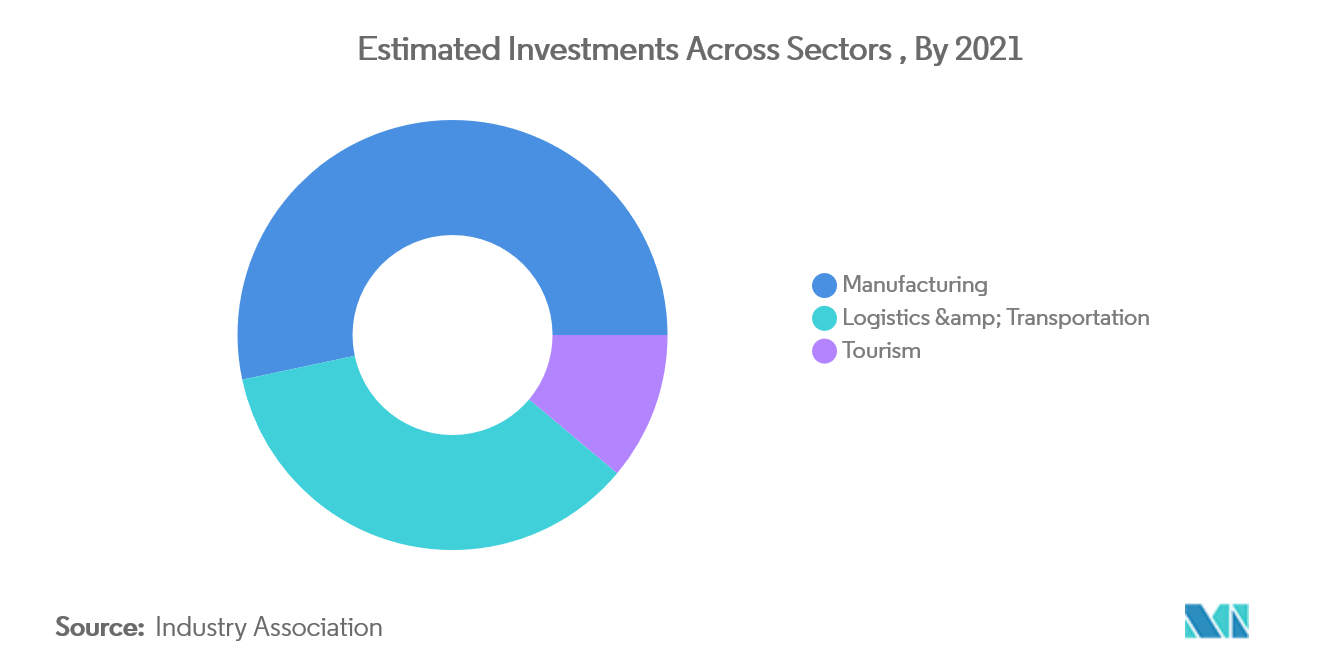 Estimated Investments Across Sectors , By 2021
Manufacturing
Logistics &amp; Transportation
Tourism
Source: Industry Association